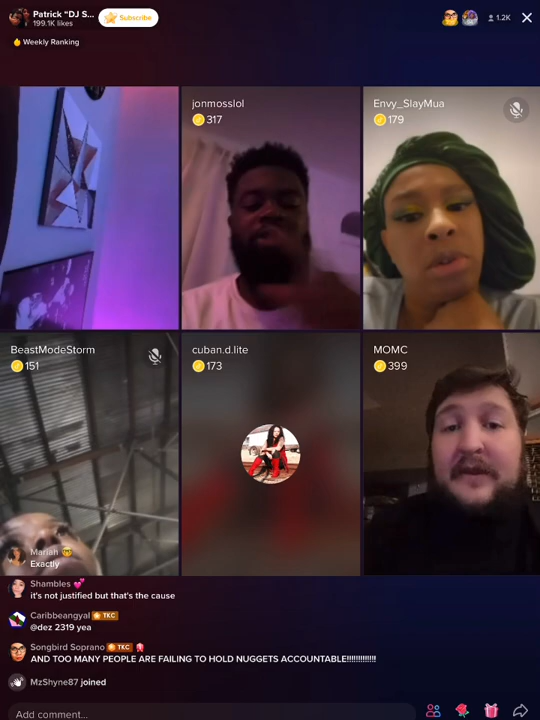 Patrick "DJ S...
199.1K likes
Subscribe
1.2K
Weekly Ranking
jonmosslol
317
Envy_SlayMua
179
BeastModeStorm
151
cuban.d.lite
173
MOMC
399
Mariah 🤓
Exactly
Shambles 💕
it's not justified but that's the cause
Caribbeangyal TKC
@dez 2319 yea
Songbird Soprano TKC
AND TOO MANY PEOPLE ARE FAILING TO HOLD NUGGETS ACCOUNTABLE!!!!!!!!!!!!!
MzShyne87 joined
Add comment...